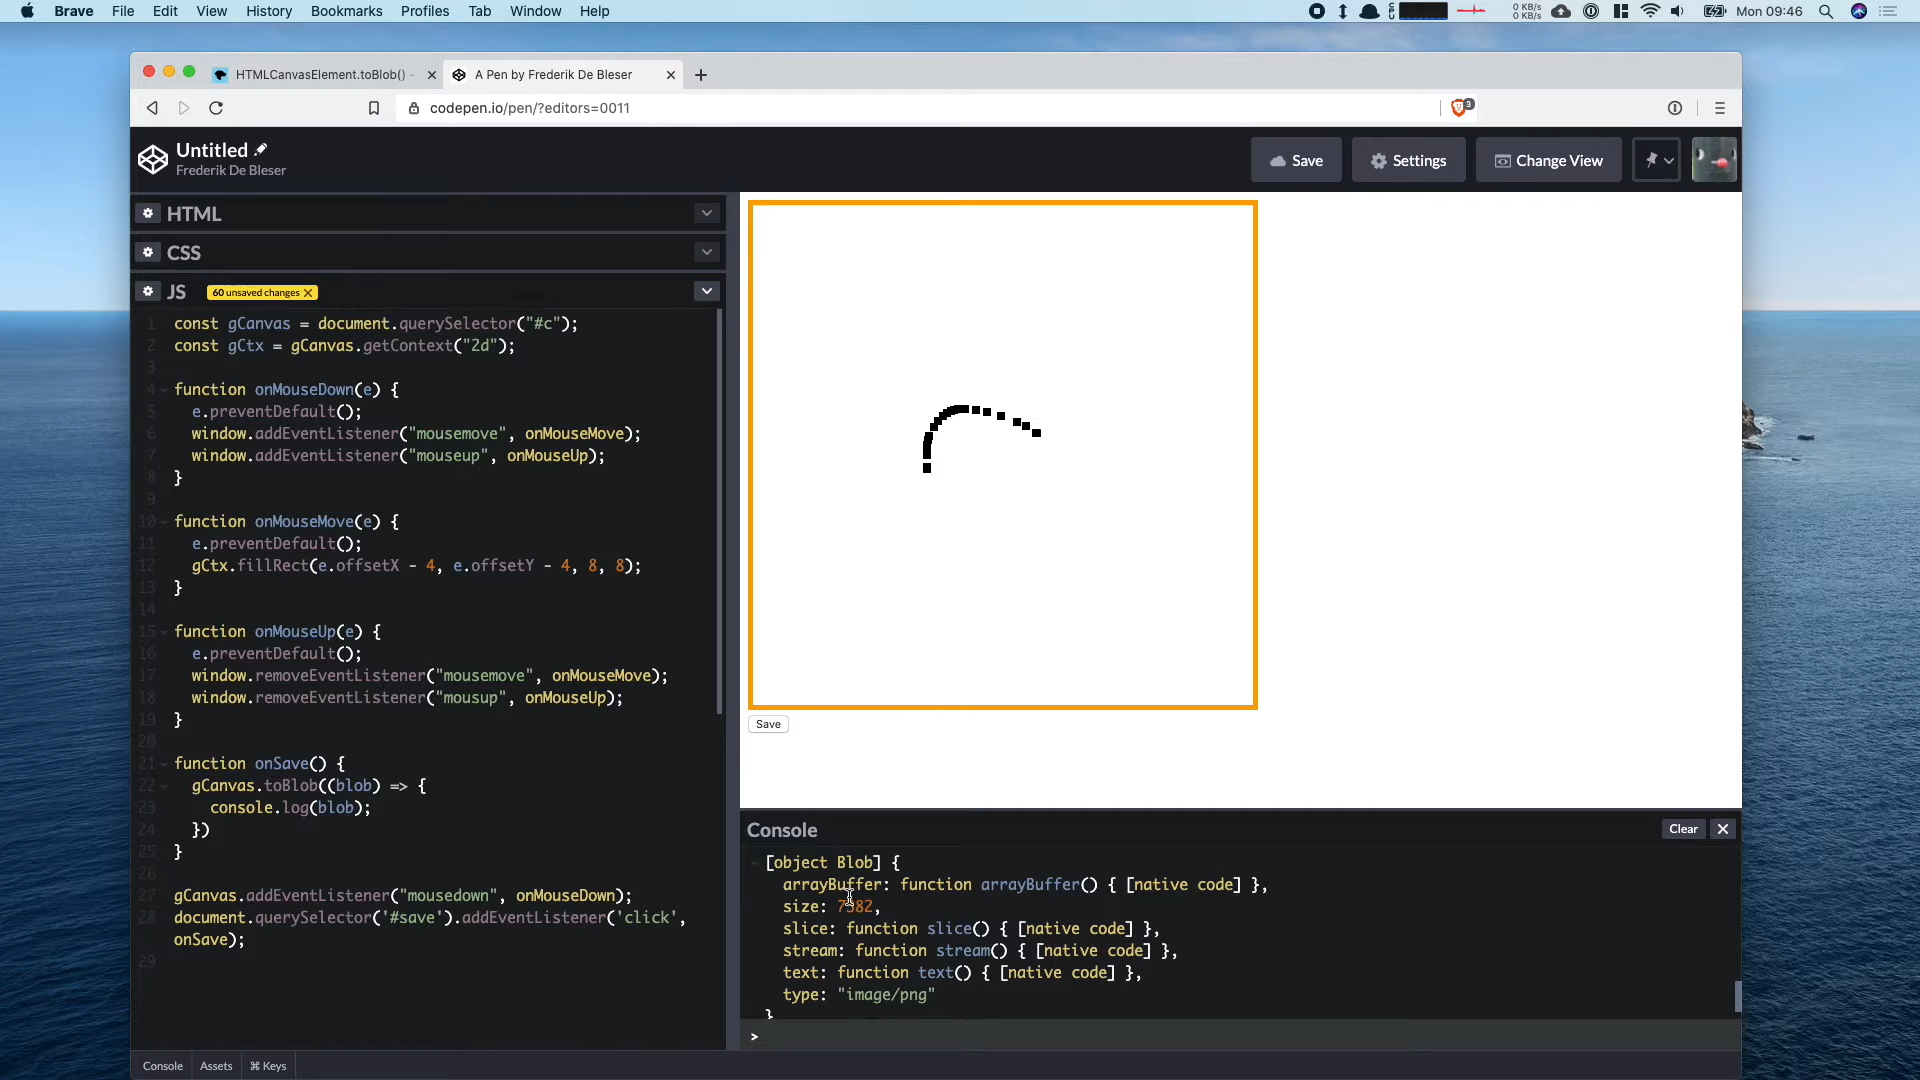 Brave File Edit View History Bookmarks Profiles Tab Window Help
0 KB/s
0 KB/s
CPU
Mon 09:46
HTMLCanvasElement.toBlob() -
A Pen by Frederik De Bleser
codepen.io/pen/?editors=0011
3
Untitled
Frederik De Bleser
Save
Settings
Change View
HTML
CSS
JS
60 unsaved changes
1 const gCanvas = document.querySelector("#c");
2 const gCtx = gCanvas.getContext("2d");
3
4 function onMouseDown(e) {
5 e.preventDefault();
6 window.addEventListener("mousemove", onMouseMove);
7 window.addEventListener("mouseup", onMouseUp);
8 }
9
10 function onMouseMove(e) {
11 e.preventDefault();
12 gCtx.fillRect(e.offsetX - 4, e.offsetY - 4, 8, 8);
13 }
14
15 function onMouseUp(e) {
16 e.preventDefault();
17 window.removeEventListener("mousemove", onMouseMove);
18 window.removeEventListener("mousup", onMouseUp);
19 }
20
21 function onSave() {
22 gCanvas.toBlob((blob) => {
23 console.log(blob);
24 })
25 }
26
27 gCanvas.addEventListener("mousedown", onMouseDown);
28 document.querySelector('#save').addEventListener('click',
onSave);
29
Save
Console
Clear
[object Blob] {
arrayBuffer: function arrayBuffer() { [native code] },
size: 7382,
slice: function slice() { [native code] },
stream: function stream() { [native code] },
text: function text() { [native code] },
type: "image/png"
}
>
Console
Assets
⌘ Keys